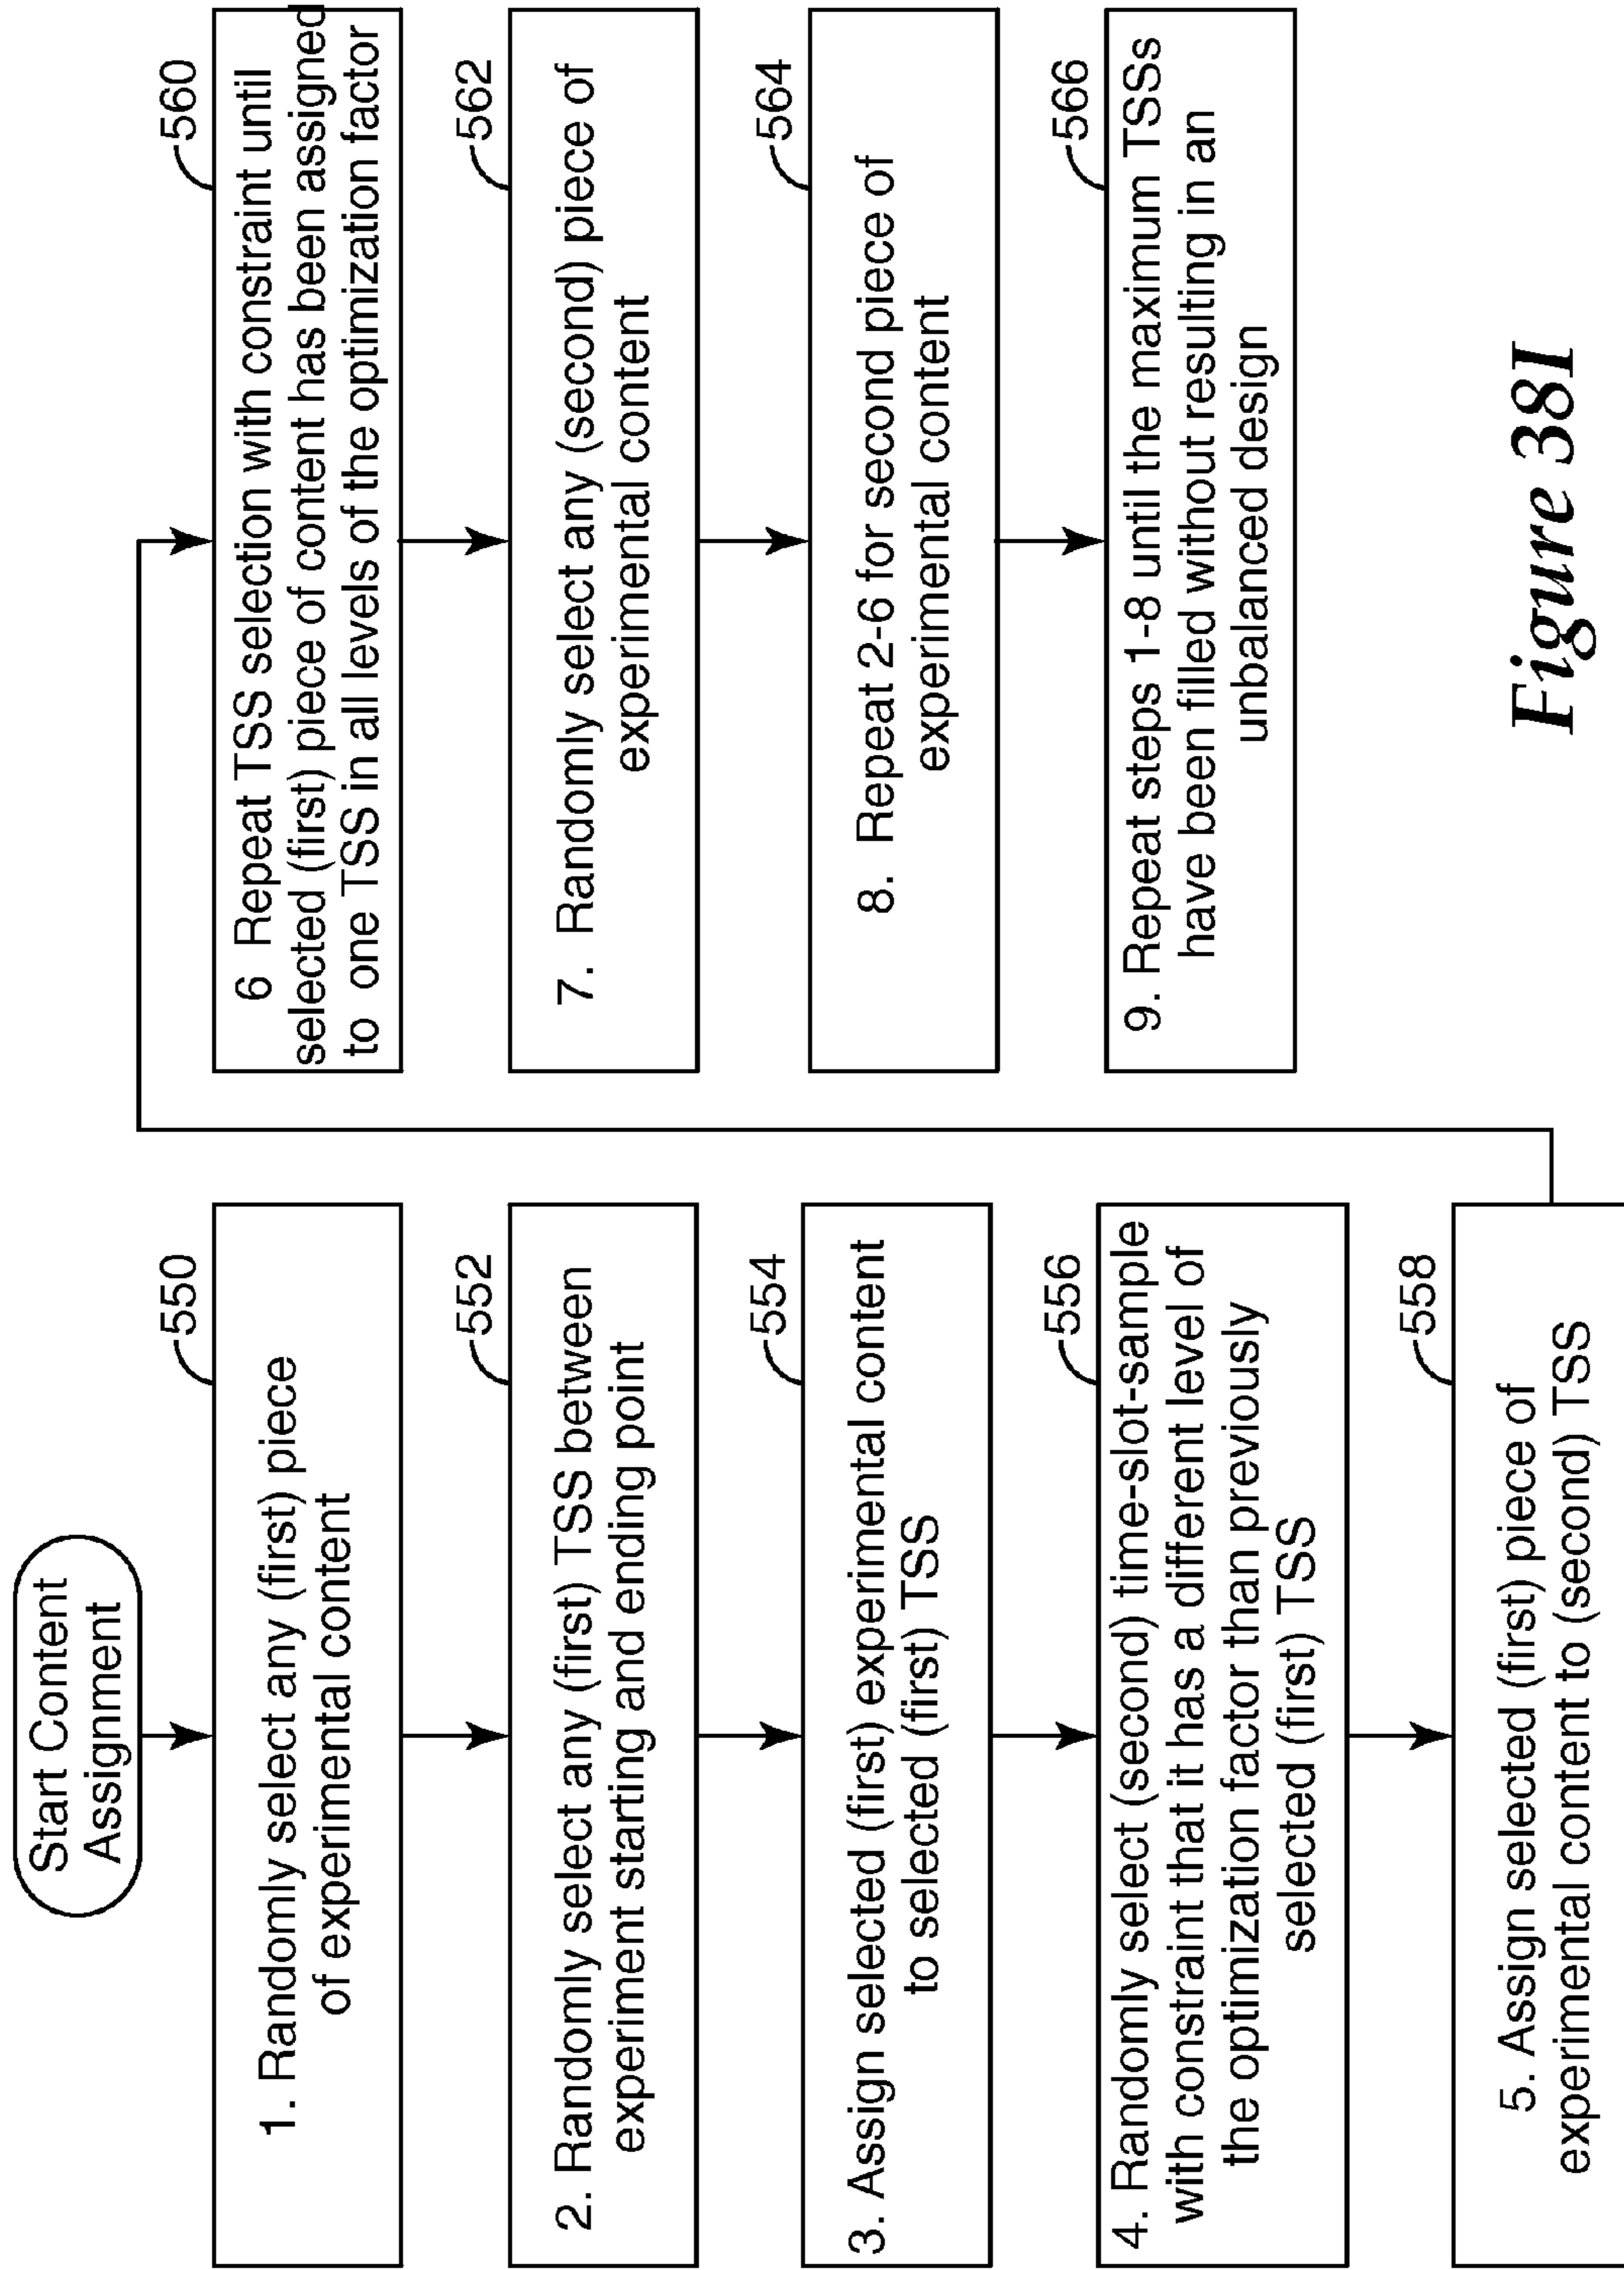 Start Content
Assignment
550
1. Randomly select any (first) piece
of experimental content
552
2. Randomly select any (first) TSS between
experiment starting and ending point
554
3. Assign selected (first) experimental content
to selected (first) TSS
556
4. Randomly select (second) time-slot-sample
with constraint that it has a different level of
the optimization factor than previously
selected (first) TSS
558
5. Assign selected (first) piece of
experimental content to (second) TSS
560
6 Repeat TSS selection with constraint until
selected (first) piece of content has been assigned
to one TSS in all levels of the optimization factor
562
7. Randomly select any (second) piece of
experimental content
564
8. Repeat 2-6 for second piece of
experimental content
566
9. Repeat steps 1-8 until the maximum TSSs
have been filled without resulting in an
unbalanced design
Figure 38I